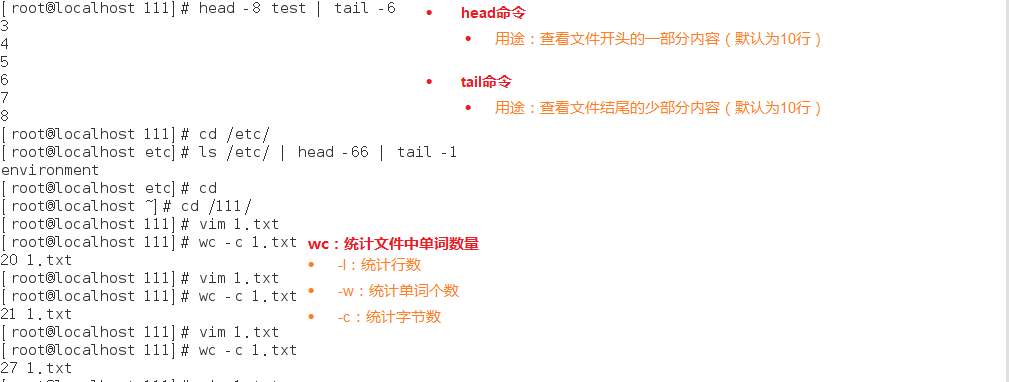 [root@localhost 111]# head -8 test | tail -6
3
4
5
6
7
8
[root@localhost 111]# cd /etc/
[root@localhost etc]# ls /etc/ | head -66 | tail -1
environment
[root@localhost etc]# cd
[root@localhost ~]# cd /111/
[root@localhost 111]# vim 1.txt
[root@localhost 111]# wc -c 1.txt
20 1.txt
[root@localhost 111]# vim 1.txt
[root@localhost 111]# wc -c 1.txt
21 1.txt
[root@localhost 111]# vim 1.txt
[root@localhost 111]# wc -c 1.txt
27 1.txt
• head命令
• 用途：查看文件开头的一部分内容（默认为10行）
• tail命令
• 用途：查看文件结尾的少部分内容（默认为10行）
wc：统计文件中单词数量
• -l：统计行数
• -w：统计单词个数
• -c：统计字节数